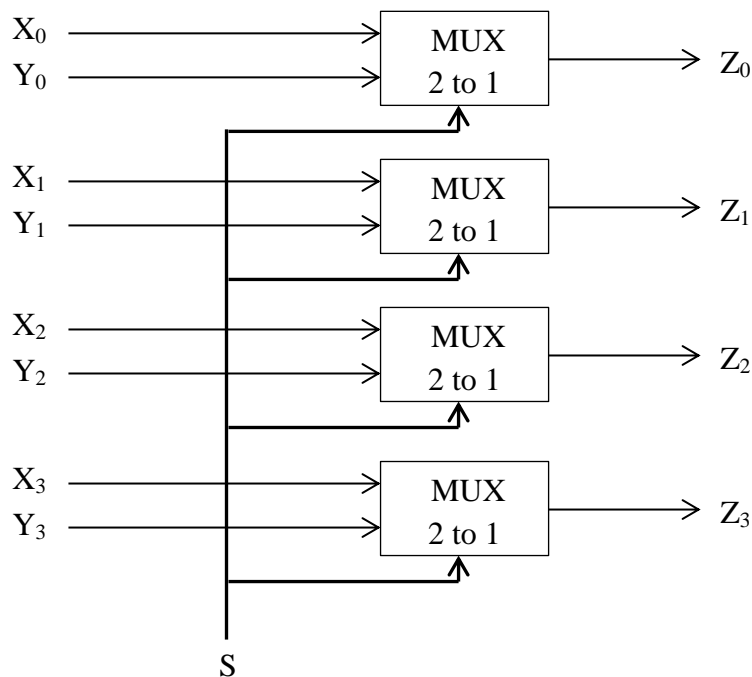 X₀
Y₀
MUX
2 to 1
Z₀
X₁
Y₁
MUX
2 to 1
Z₁
X₂
Y₂
MUX
2 to 1
Z₂
X₃
Y₃
MUX
2 to 1
Z₃
S